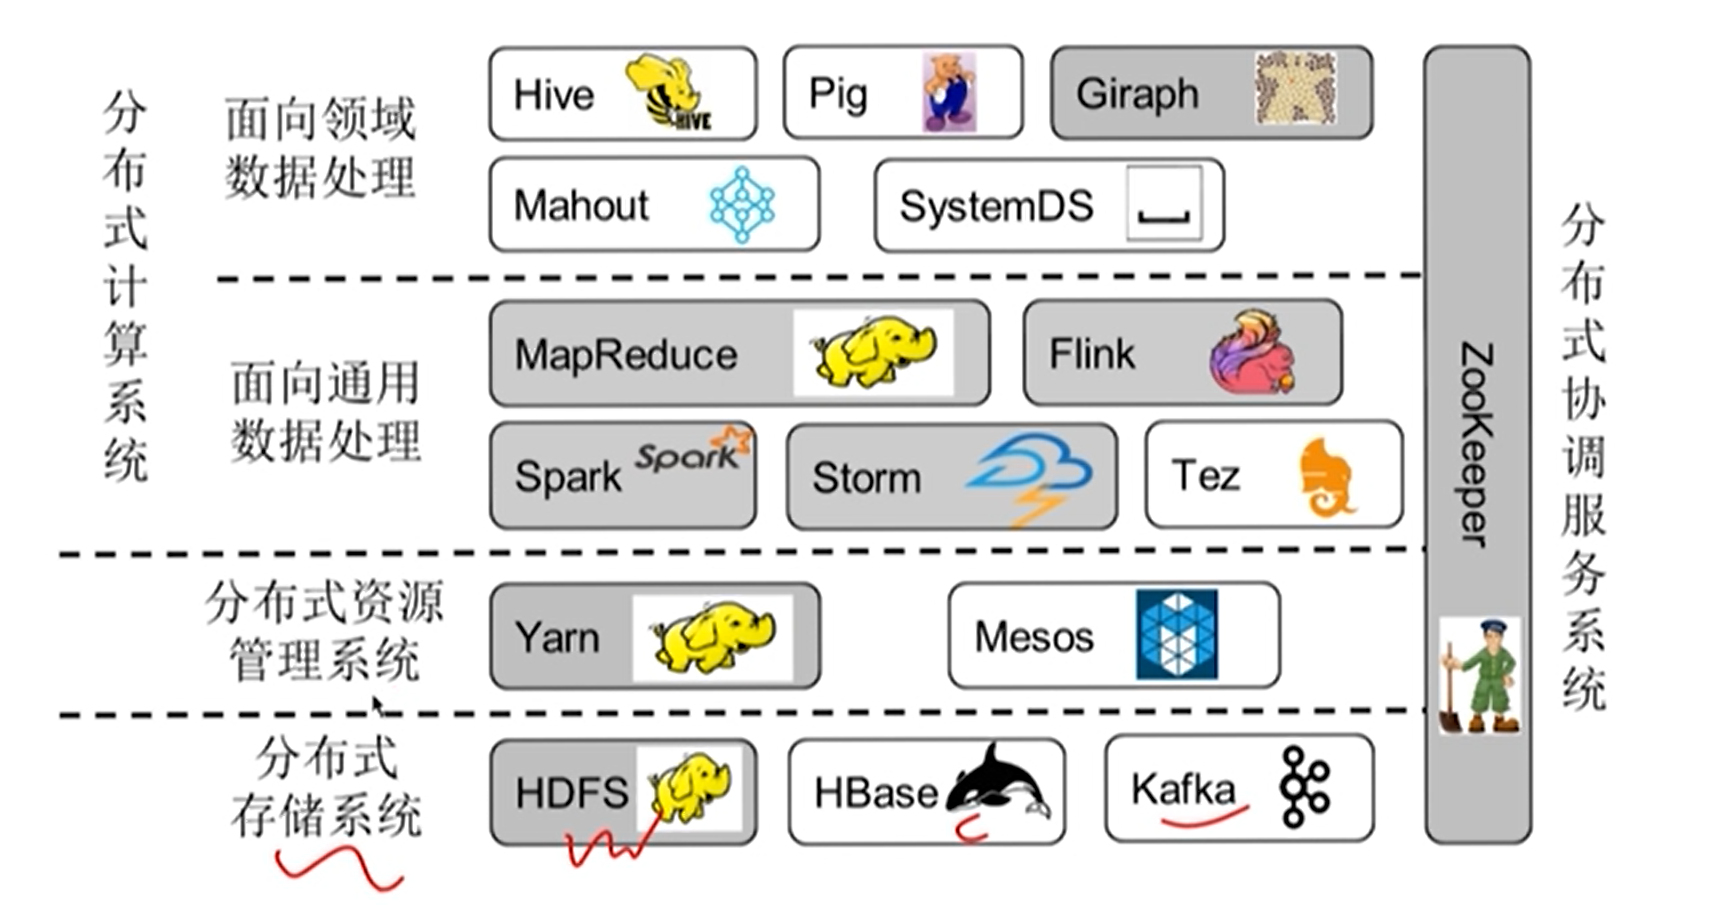 分布式计算系统
面向领域
数据处理
Hive
HIVE
Pig
Giraph
Mahout
SystemDS
面向通用
数据处理
MapReduce
Flink
Spark
Spark
Storm
Tez
分布式资源
管理系统
Yarn
Mesos
分布式
存储系统
HDFS
HBase
Kafka
ZooKeeper
分布式协调服务系统